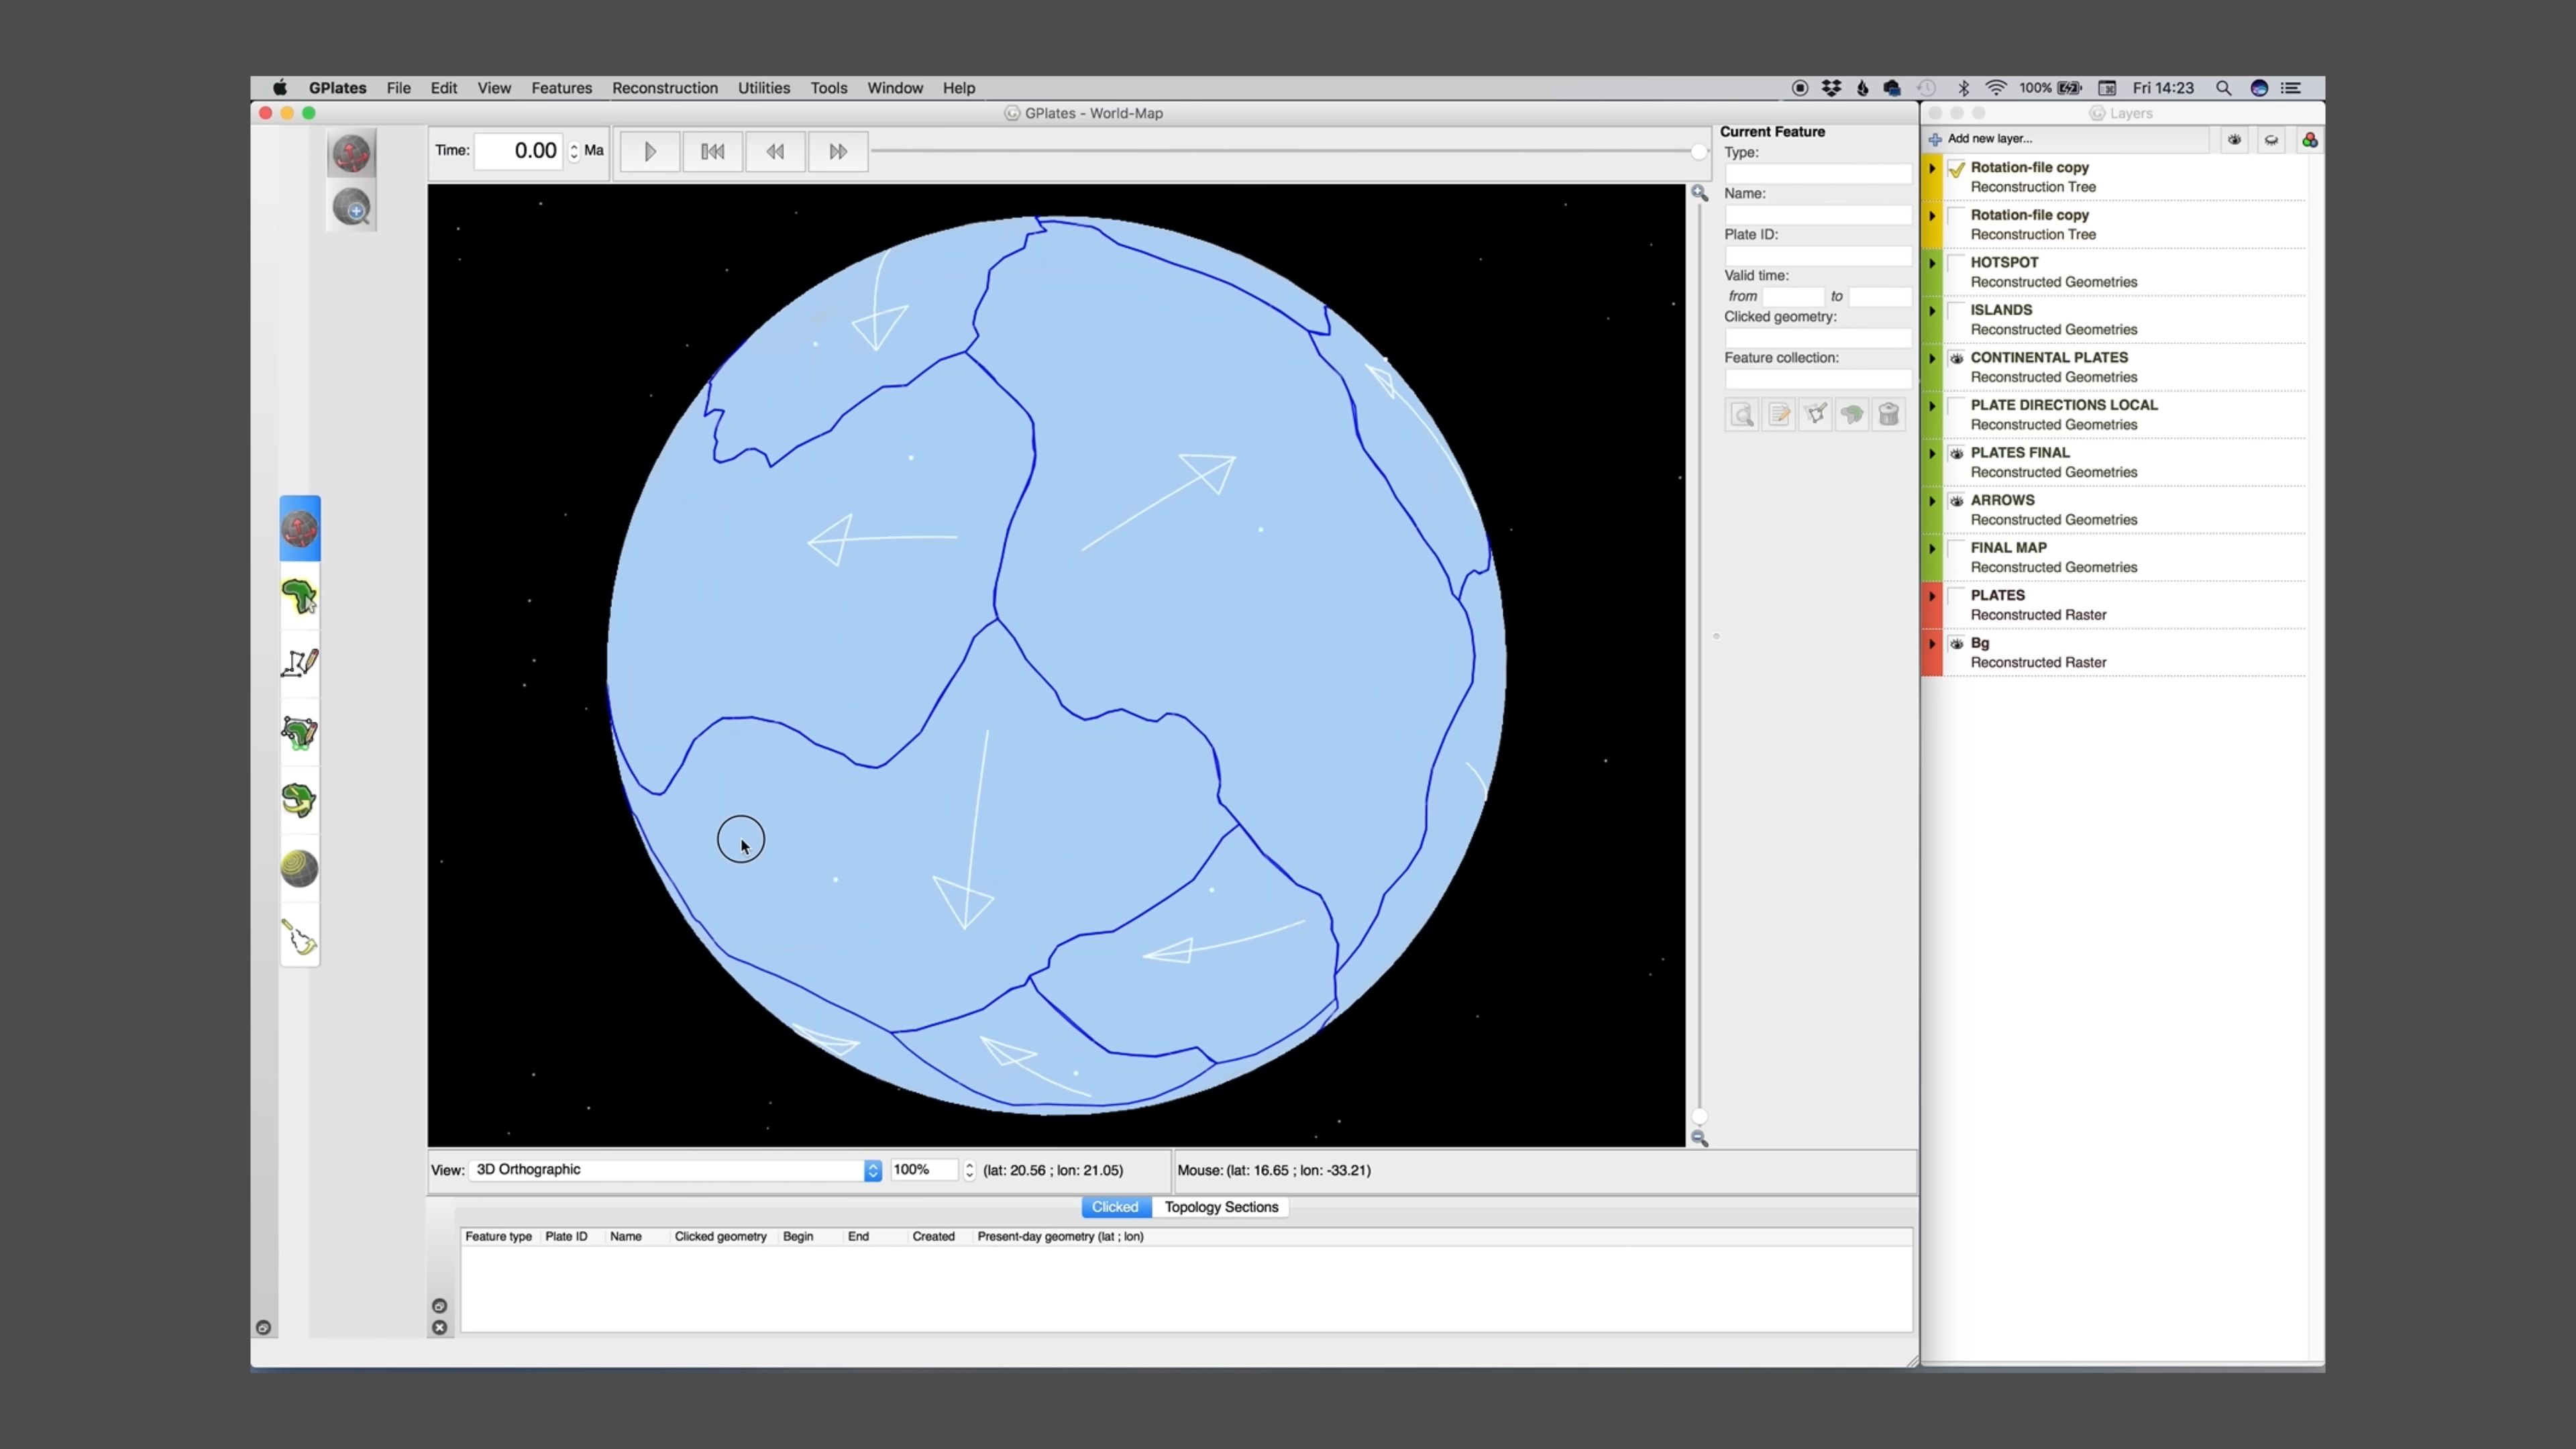 GPlates File Edit View Features Reconstruction Utilities Tools Window Help 100% Fri 14:23
GPlates - World-Map
Layers
Time: 0.00 Ma
Current Feature
Type:
Name:
Plate ID:
Valid time:
from to
Clicked geometry:
Feature collection:
Add new layer...
Rotation-file copy
Reconstruction Tree
Rotation-file copy
Reconstruction Tree
HOTSPOT
Reconstructed Geometries
ISLANDS
Reconstructed Geometries
CONTINENTAL PLATES
Reconstructed Geometries
PLATE DIRECTIONS LOCAL
Reconstructed Geometries
PLATES FINAL
Reconstructed Geometries
ARROWS
Reconstructed Geometries
FINAL MAP
Reconstructed Geometries
PLATES
Reconstructed Raster
Bg
Reconstructed Raster
View: 3D Orthographic 100% (lat: 20.56 ; lon: 21.05) Mouse: (lat: 16.65 ; lon: -33.21)
Clicked Topology Sections
Feature type Plate ID Name Clicked geometry Begin End Created Present-day geometry (lat ; lon)